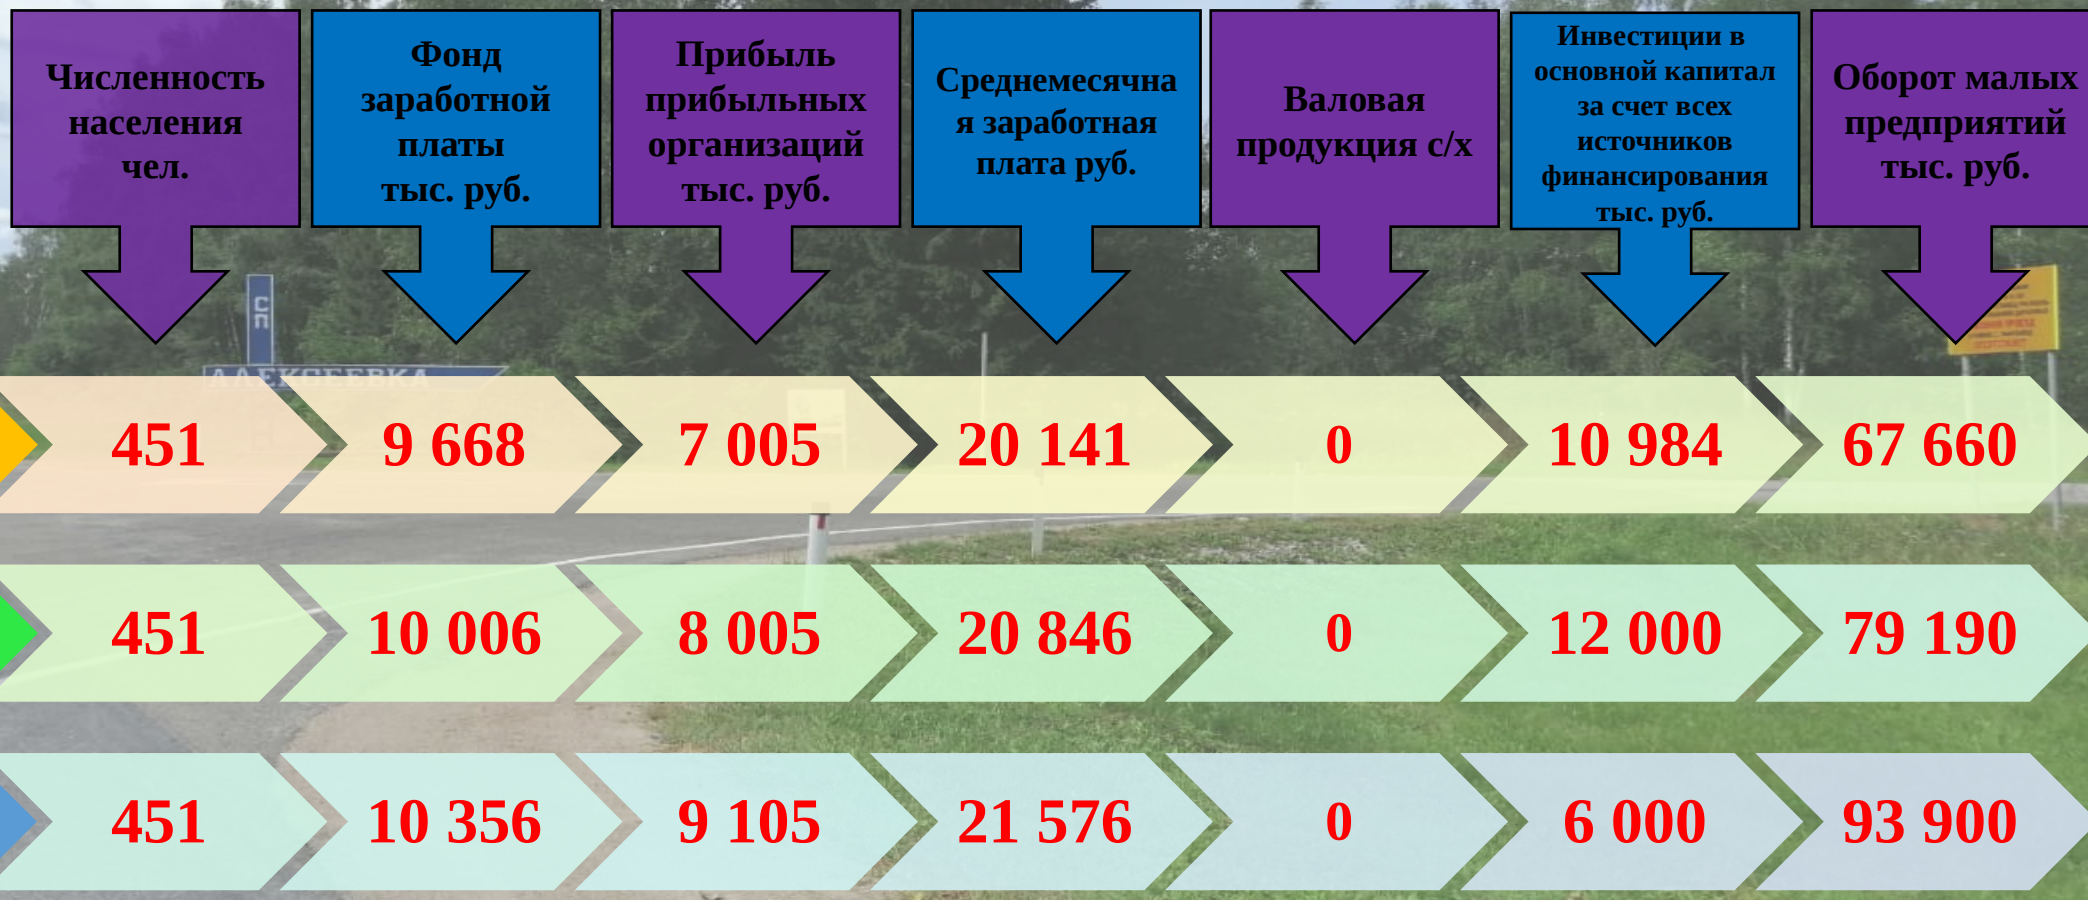 Численность
населения
чел.
Фонд
заработной
платы
тыс. руб.
Прибыль
прибыльных
организаций
тыс. руб.
Среднемесячна
я заработная
плата руб.
Валовая
продукция с/х
Инвестиции в
основной капитал
за счет всех
источников
финансирования
тыс. руб.
Оборот малых
предприятий
тыс. руб.
СП
АЛЕКСЕЕВКА
451 9 668 7 005 20 141 0 10 984 67 660
451 10 006 8 005 20 846 0 12 000 79 190
451 10 356 9 105 21 576 0 6 000 93 900